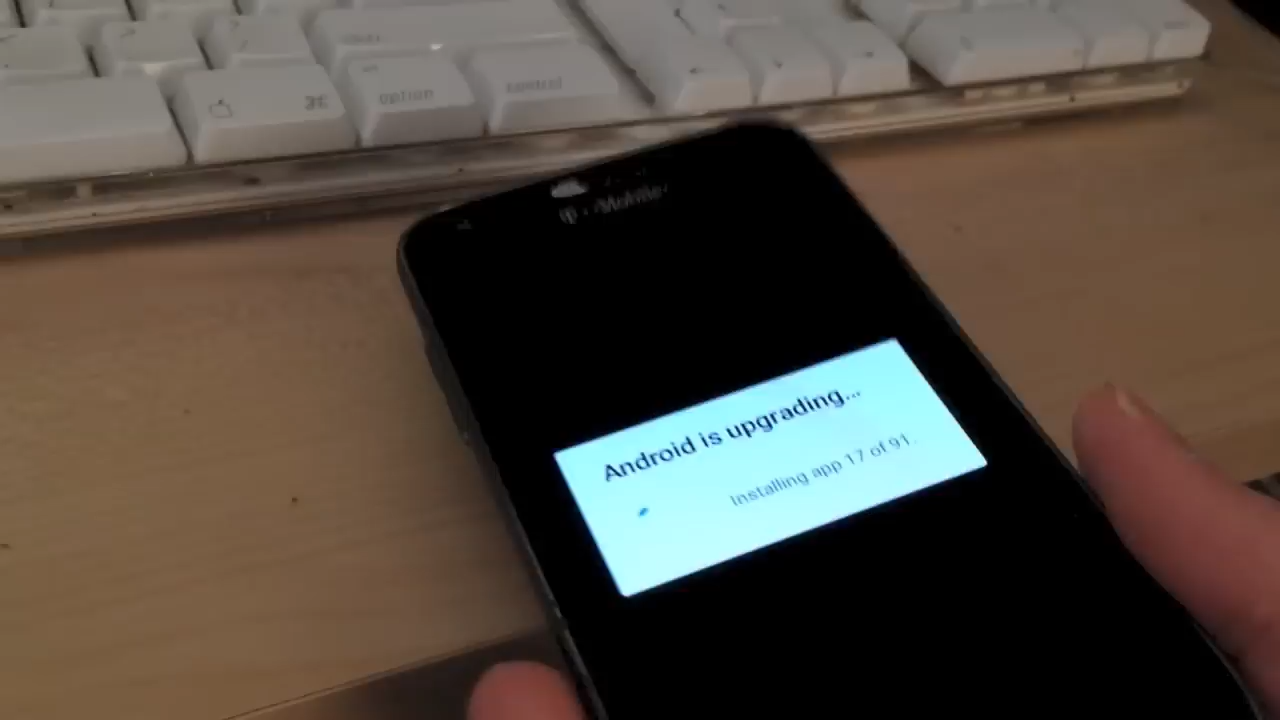 ⌘
option
control
T··Mobile·
Android is upgrading...
Installing app 17 of 91.